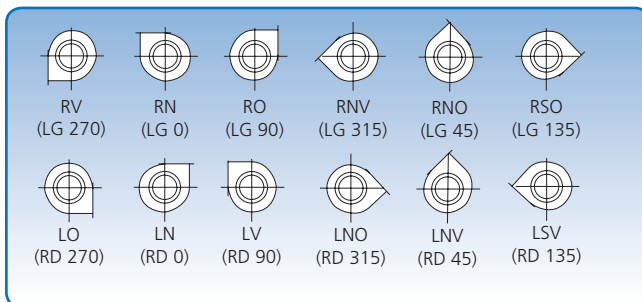 RV RN RO RNV RNO RSO
(LG 270) (LG 0) (LG 90) (LG 315) (LG 45) (LG 135)
LO LN LV LNO LNV LSV
(RD 270) (RD 0) (RD 90) (RD 315) (RD 45) (RD 135)